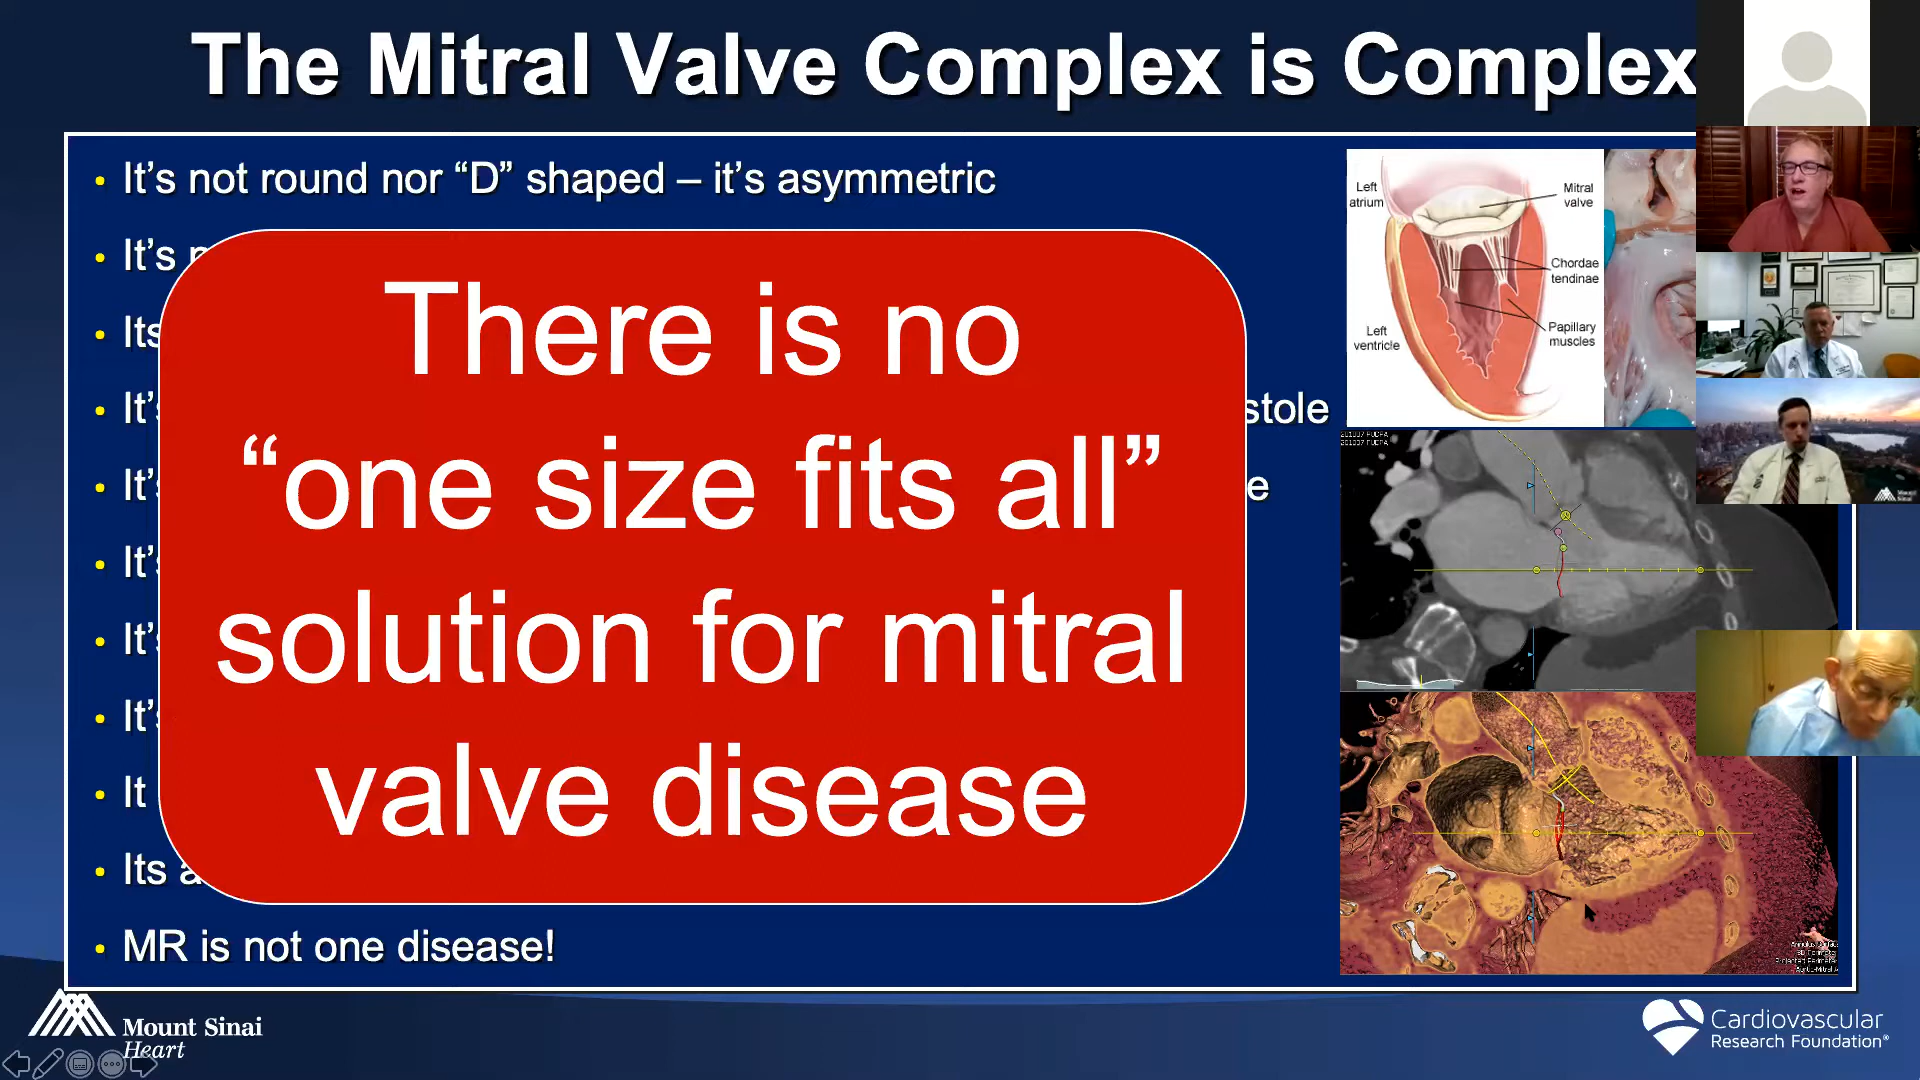 The Mitral Valve Complex is Complex
• It’s not round nor “D” shaped – it’s asymmetric
• It’s
• Its
• It’s stole
• It’s e
• It’s
• It’s
• It’s
• It
• Its a
• MR is not one disease!
There is no
“one size fits all”
solution for mitral
valve disease
Left
atrium
Mitral
valve
Chordae
tendinae
Left
ventricle
Papillary
muscles
Mount
Sinai
Mount Sinai
Heart
Cardiovascular
Research Foundation®